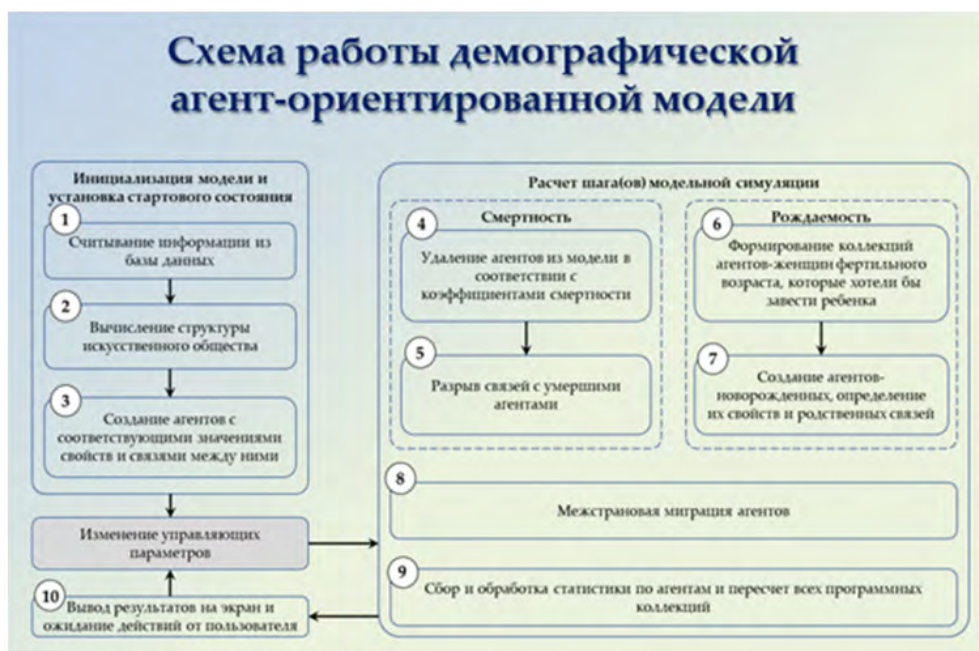 Схема работы демографической
агент-ориентированной модели
Инициализация модели и
установка стартового состояния
1
Считывание информации из
базы данных
2
Вычисление структуры
искусственного общества
3
Создание агентов с
соответствующими значениями
свойств и связями между ними
Изменение управляющих
параметров
10
Вывод результатов на экран и
ожидание действий от пользователя
Расчет шага(ов) модельной симуляции
Смертность
4
Удаление агентов из модели в
соответствии с
коэффициентами смертности
5
Разрыв связей с умершими
агентами
Рождаемость
6
Формирование коллекций
агентов-женщин фертильного
возраста, которые хотели бы
завести ребенка
7
Создание агентов-
новорожденных, определение
их свойств и родственных связей
8
Межстрановая миграция агентов
9
Сбор и обработка статистики по агентам и пересчет всех программных
коллекций